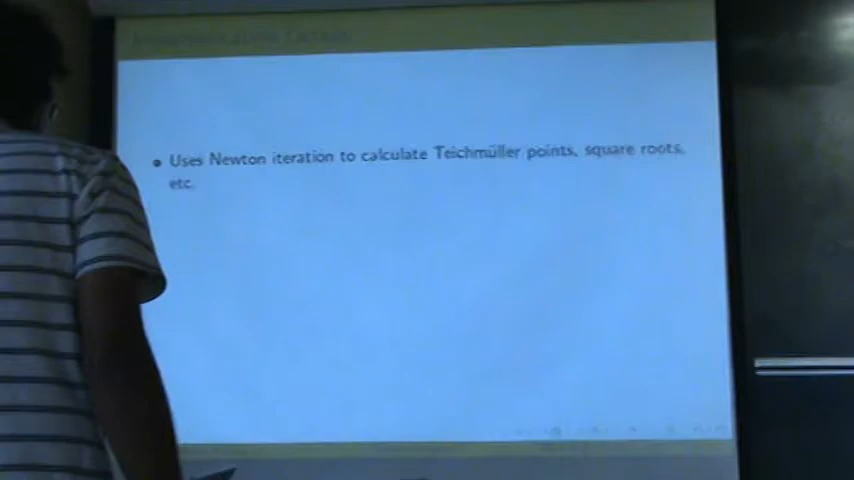 Uses Newton iteration to calculate Teichmüller points, square roots,
etc.